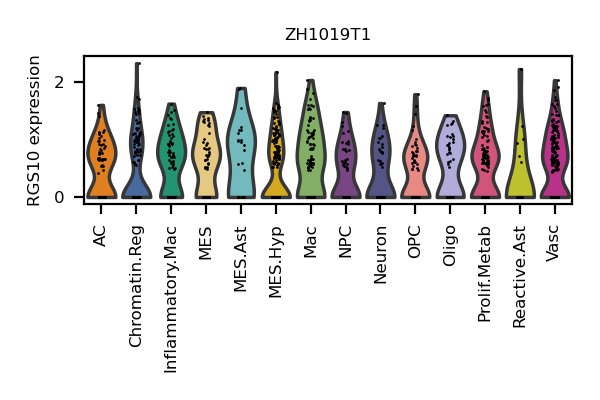 ZH1019T1
RGS10 expression
2
0
AC
Chromatin.Reg
Inflammatory.Mac
MES
MES.Ast
MES.Hyp
Mac
NPC
Neuron
OPC
Oligo
Prolif.Metab
Reactive.Ast
Vasc